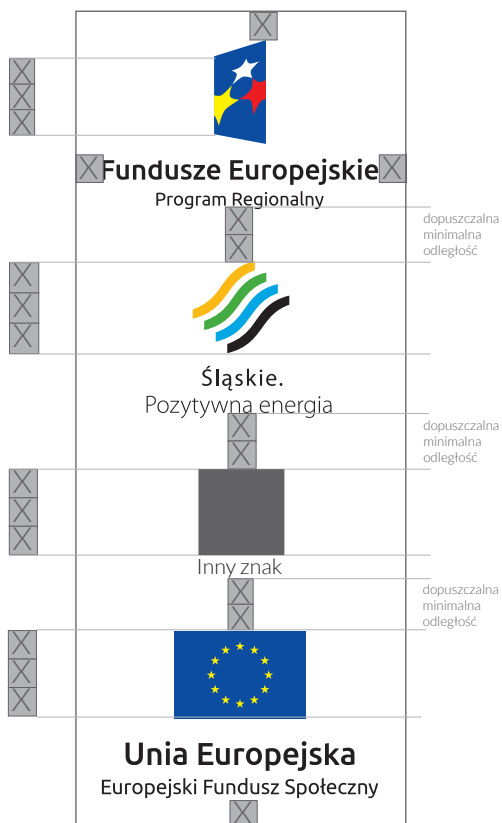 X
X
X
X
X Fundusze Europejskie X
Program Regionalny
X
X
dopuszczalna
minimalna
odległość
X
X
X
Śląskie.
Pozytywna energia
X
X
dopuszczalna
minimalna
odległość
X
X
X
Inny znak
X
X
dopuszczalna
minimalna
odległość
X
X
X
Unia Europejska
Europejski Fundusz Społeczny
X